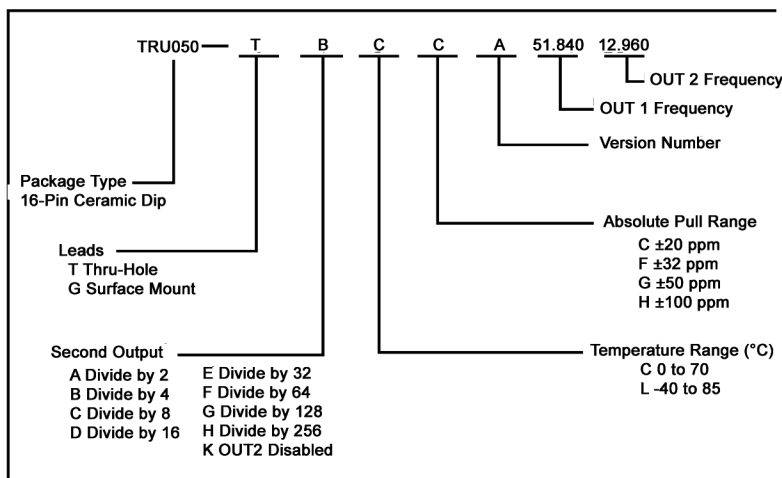 TRU050 T B C C A 51.840 12.960
OUT 2 Frequency
OUT 1 Frequency
Version Number
Package Type
16-Pin Ceramic Dip
Absolute Pull Range
C ±20 ppm
F ±32 ppm
G ±50 ppm
H ±100 ppm
Leads
T Thru-Hole
G Surface Mount
Second Output
A Divide by 2
B Divide by 4
C Divide by 8
D Divide by 16
E Divide by 32
F Divide by 64
G Divide by 128
H Divide by 256
K OUT2 Disabled
Temperature Range (°C)
C 0 to 70
L -40 to 85